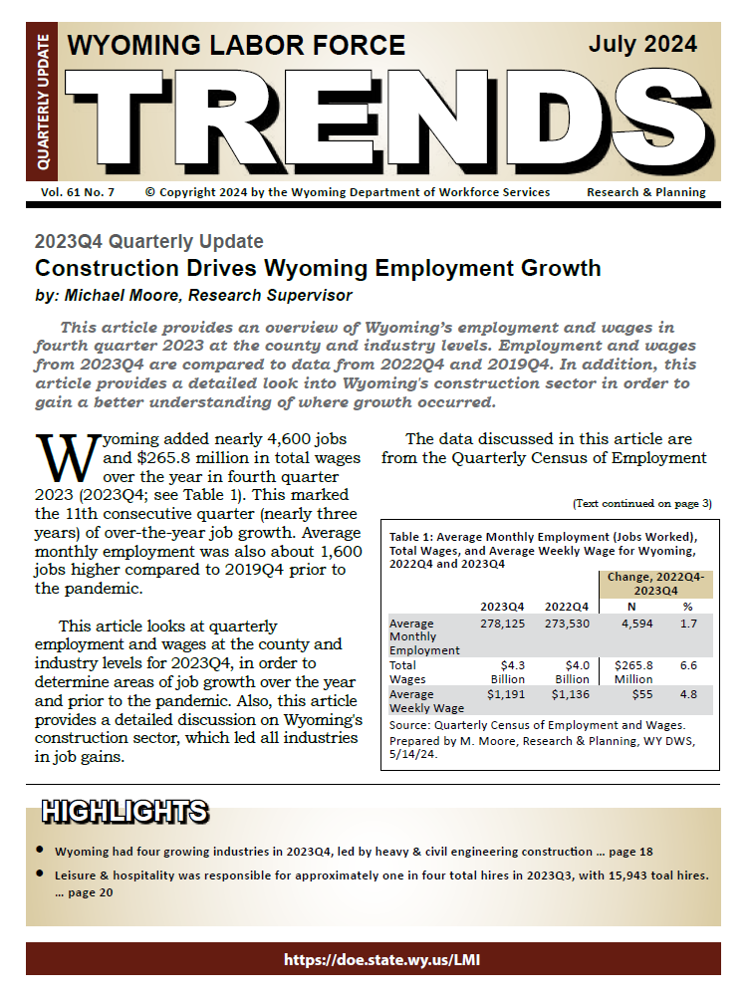 QUARTERLY UPDATE
WYOMING LABOR FORCE
July 2024
TRENDS
Vol. 61 No. 7 © Copyright 2024 by the Wyoming Department of Workforce Services Research & Planning
2023Q4 Quarterly Update
Construction Drives Wyoming Employment Growth
by: Michael Moore, Research Supervisor
This article provides an overview of Wyoming’s employment and wages in
fourth quarter 2023 at the county and industry levels. Employment and wages
from 2023Q4 are compared to data from 2022Q4 and 2019Q4. In addition, this
article provides a detailed look into Wyoming's construction sector in order to
gain a better understanding of where growth occurred.
Wyoming added nearly 4,600 jobs
and $265.8 million in total wages
over the year in fourth quarter
2023 (2023Q4; see Table 1). This marked
the 11th consecutive quarter (nearly three
years) of over-the-year job growth. Average
monthly employment was also about 1,600
jobs higher compared to 2019Q4 prior to
the pandemic.
This article looks at quarterly
employment and wages at the county and
industry levels for 2023Q4, in order to
determine areas of job growth over the year
and prior to the pandemic. Also, this article
provides a detailed discussion on Wyoming's
construction sector, which led all industries
in job gains.
The data discussed in this article are
from the Quarterly Census of Employment
(Text continued on page 3)
Table 1: Average Monthly Employment (Jobs Worked),
Total Wages, and Average Weekly Wage for Wyoming,
2022Q4 and 2023Q4
Change, 2022Q4-
2023Q4
2023Q4 2022Q4 N %
Average 278,125 273,530 4,594 1.7
Monthly
Employment
Total $4.3 $4.0 $265.8 6.6
Wages Billion Billion Million
Average $1,191 $1,136 $55 4.8
Weekly Wage
Source: Quarterly Census of Employment and Wages.
Prepared by M. Moore, Research & Planning, WY DWS,
5/14/24.
HIGHLIGHTS
• Wyoming had four growing industries in 2023Q4, led by heavy & civil engineering construction ... page 18
• Leisure & hospitality was responsible for approximately one in four total hires in 2023Q3, with 15,943 toal hires.
... page 20
https://doe.state.wy.us/LMI